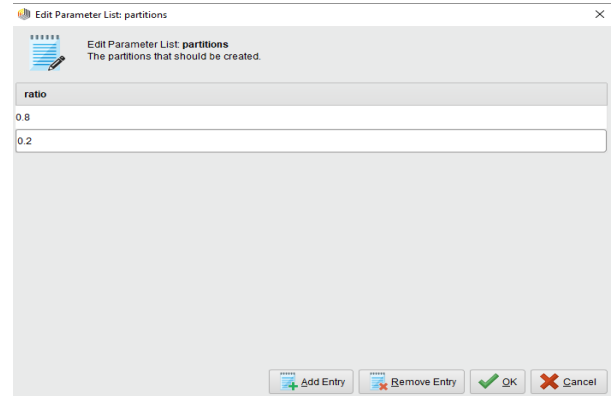 Edit Parameter List: partitions
Edit Parameter List: partitions
The partitions that should be created.
ratio
0.8
0.2
Add Entry
Remove Entry
OK
Cancel